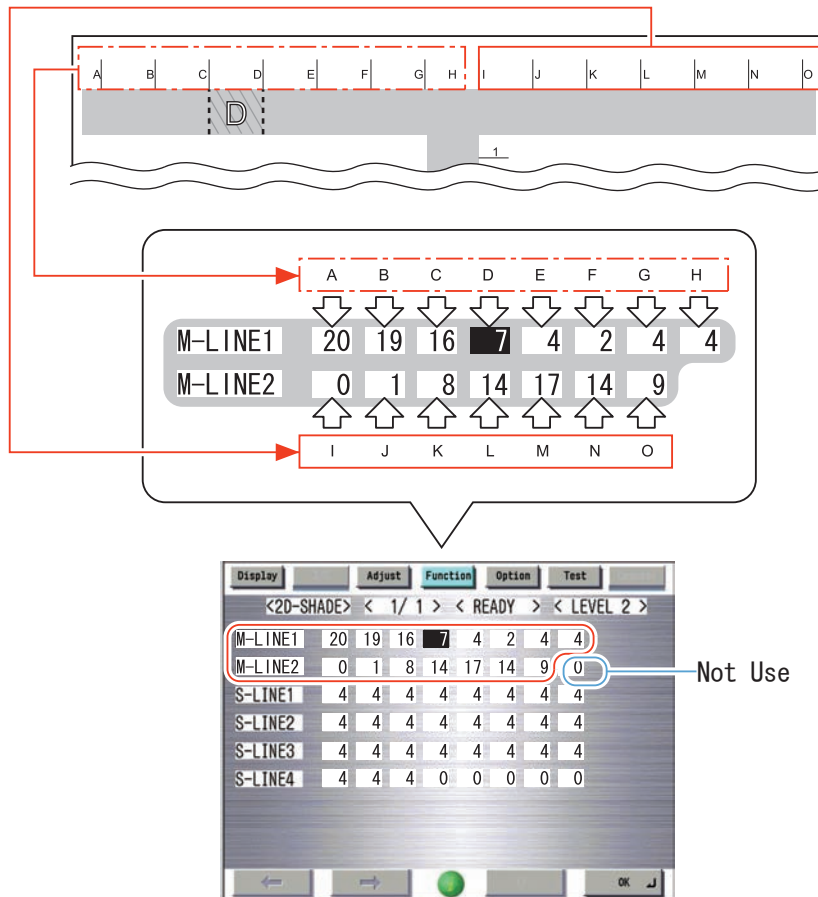 A B C D E F G H I J K L M N O
D
1
A B C D E F G H
M-LINE1 20 19 16 7 4 2 4 4
M-LINE2 0 1 8 14 17 14 9
I J K L M N O
Display Adjust Function Option Test
<2D-SHADE> < 1/ 1 > < READY > < LEVEL 2 >
M-LINE1 20 19 16 7 4 2 4 4
M-LINE2 0 1 8 14 17 14 9 0 Not Use
S-LINE1 4 4 4 4 4 4 4 4
S-LINE2 4 4 4 4 4 4 4 4
S-LINE3 4 4 4 4 4 4 4 4
S-LINE4 4 4 4 0 0 0 0 0
OK